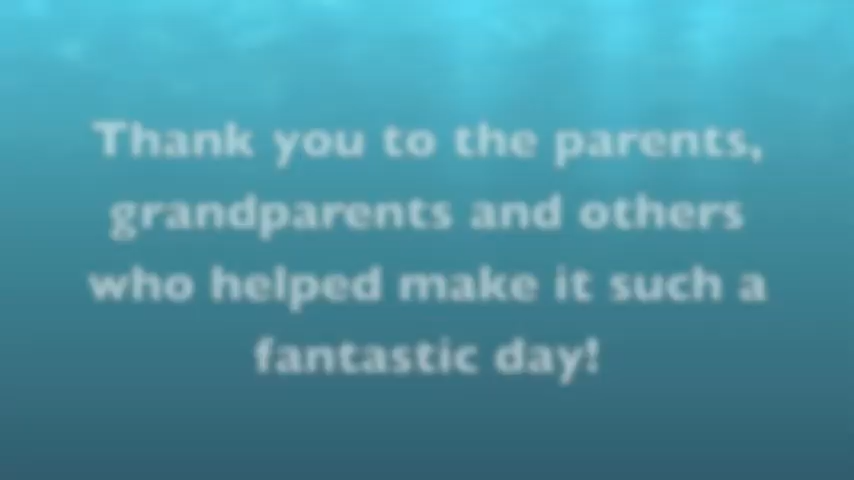 Thank you to the parents,
grandparents and others
who helped make it such a
fantastic day!